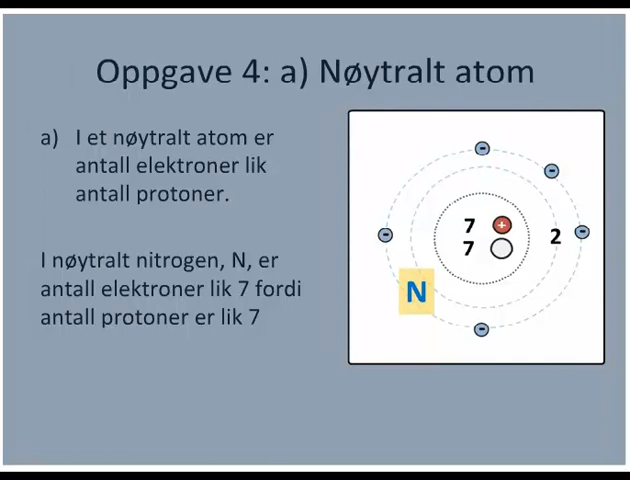 Oppgave 4: a) Nøytralt atom
a) I et nøytralt atom er
antall elektroner lik
antall protoner.
I nøytralt nitrogen, N, er
antall elektroner lik 7 fordi
antall protoner er lik 7
7 +
7
2
N
-
-
-
-
-